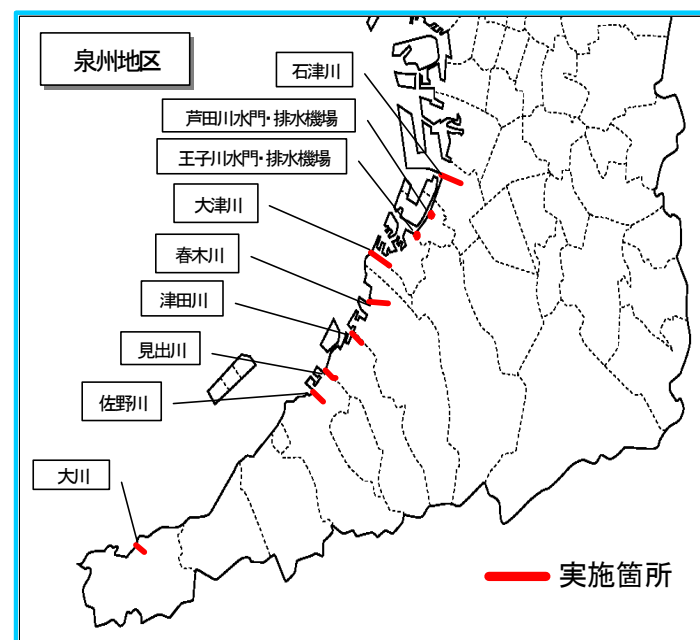 泉州地区
石津川
芦田川水門・排水機場
王子川水門・排水機場
大津川
春木川
津田川
見出川
佐野川
大川
実施箇所